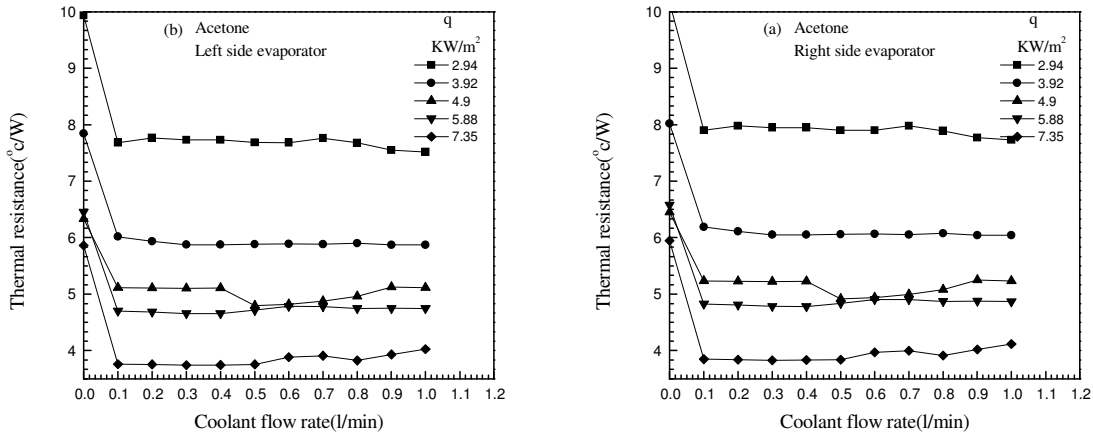 (b) Acetone
Left side evaporator
q
KW/m²
2.94
3.92
4.9
5.88
7.35
10
9
8
7
6
5
4
Thermal resistance(°c/W)
0.0 0.1 0.2 0.3 0.4 0.5 0.6 0.7 0.8 0.9 1.0 1.1 1.2
Coolant flow rate(l/min)
(a) Acetone
Right side evaporator
q
KW/m²
2.94
3.92
4.9
5.88
7.35
10
9
8
7
6
5
4
Thermal resistance(°c/W)
0.0 0.1 0.2 0.3 0.4 0.5 0.6 0.7 0.8 0.9 1.0 1.1 1.2
Coolant flow rate(l/min)